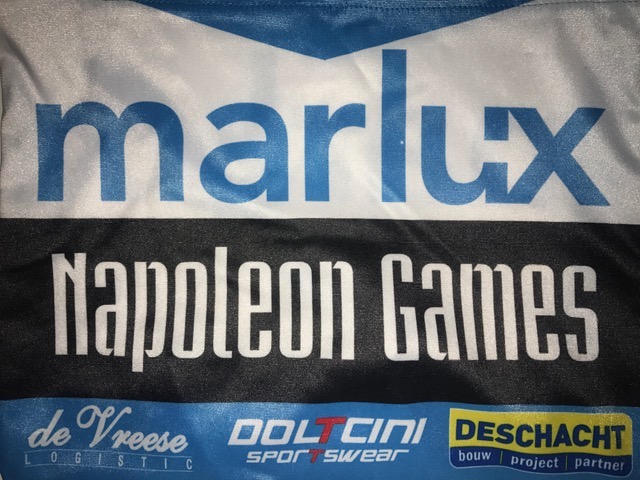 marlux
Napoleon Games
de Vreese
LOGISTIC
DOLTCINI
SPORTSWEAR
DESCHACHT
bouw | project | partner